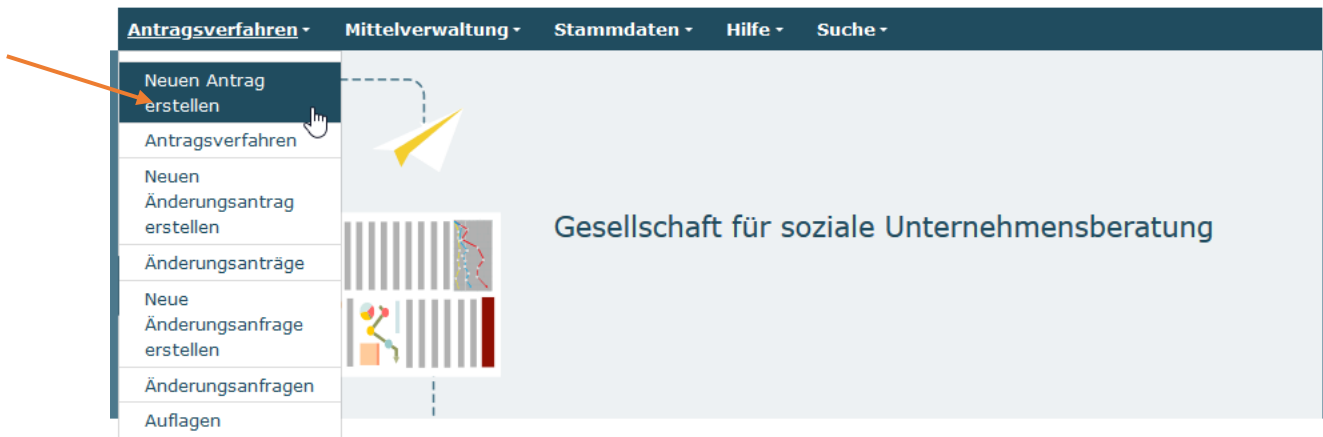 Antragsverfahren Mittelverwaltung Stammdaten Hilfe Suche
Neuen Antrag
erstellen
Antragsverfahren
Neuen
Änderungsantrag
erstellen
Änderungsanträge
Neue
Änderungsanfrage
erstellen
Änderungsanfragen
Auflagen
Gesellschaft für soziale Unternehmensberatung